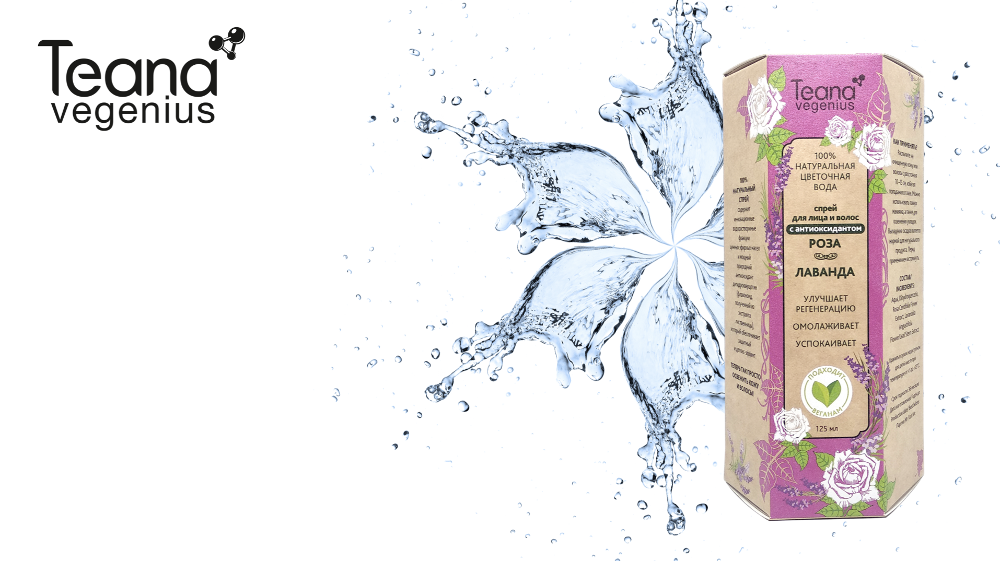 Teana
vegenius
Teana
vegenius
100%
НАТУРАЛЬНАЯ
ЦВЕТОЧНАЯ
ВОДА
спрей
для лица и волос
с антиоксидантом
РОЗА
ЛАВАНДА
УЛУЧШАЕТ
РЕГЕНЕРАЦИЮ
ОМОЛАЖИВАЕТ
УСПОКАИВАЕТ
ПОДХОДИТ
ВЕГАНАМ
125 мл
100%
НАТУРАЛЬНЫЙ
СПРЕЙ
содержит
инновационные
водорастворимые
фракции
ценных эфирных масел
и мощный
природный
антиоксидант
дигидрокверцетин
(флавоноид,
полученный из
экстракта
лиственницы),
который обеспечивает
защитный
и детокс-эффект.
ТЕПЕРЬ ТАК ПРОСТО
ОСВЕЖИТЬ КОЖУ
И ВОЛОСЫ!
КАК ПРИМЕНЯТЬ?
Распылите на
очищенную кожу или
волосы с расстояния
10–15 см, избегая
попадания в глаза. Можно
использовать поверх
макияжа, а также для
освежения укладки.
Выпадение осадка является
нормой для натурального
продукта. Перед
применением встряхнуть.
СОСТАВ/
INGREDIENTS:
Aqua, Dihydroquercetin,
Rosa Centifolia Flower
Extract, Lavandula
Angustifolia
Flower/Leaf/Stem Extract.
Хранить в сухом недоступном
для детей месте при
температуре от +5 до +25°C.
Срок годности: 36 месяцев
Дата изготовления/ Годен до:
Production date/ Best before:
Партия №/ Lot №: